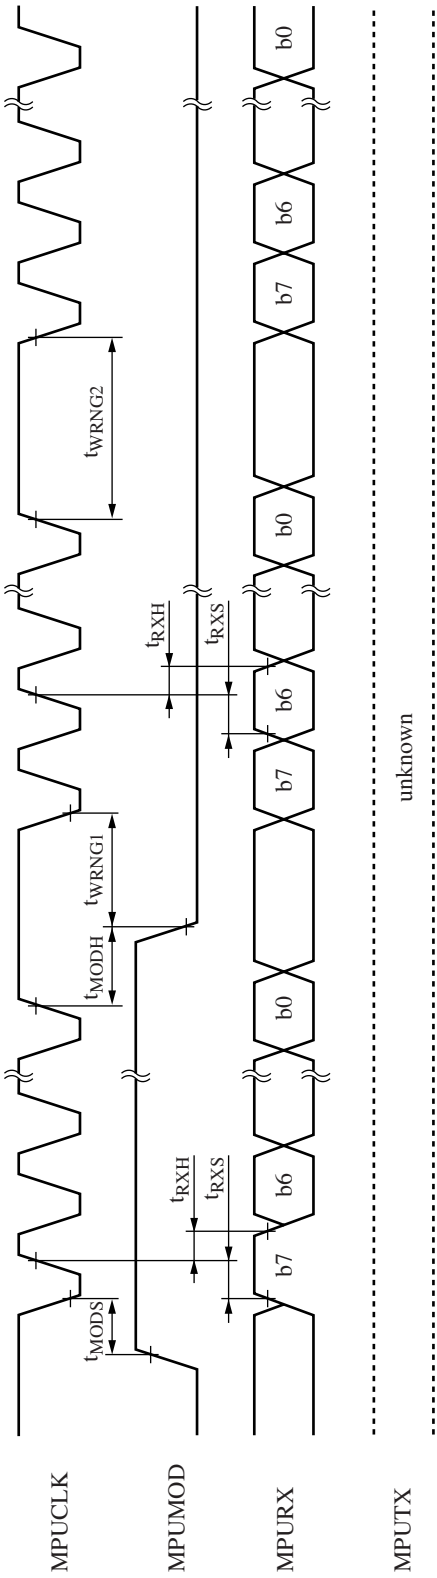 MPUCLK
tMODS
tMODH
tWRNG1
tWRNG2
MPUMOD
tRXH
tRXS
tRXH
tRXS
MPURX
b7
b6
b0
b7
b6
b0
b7
b6
b0
MPUTX
unknown